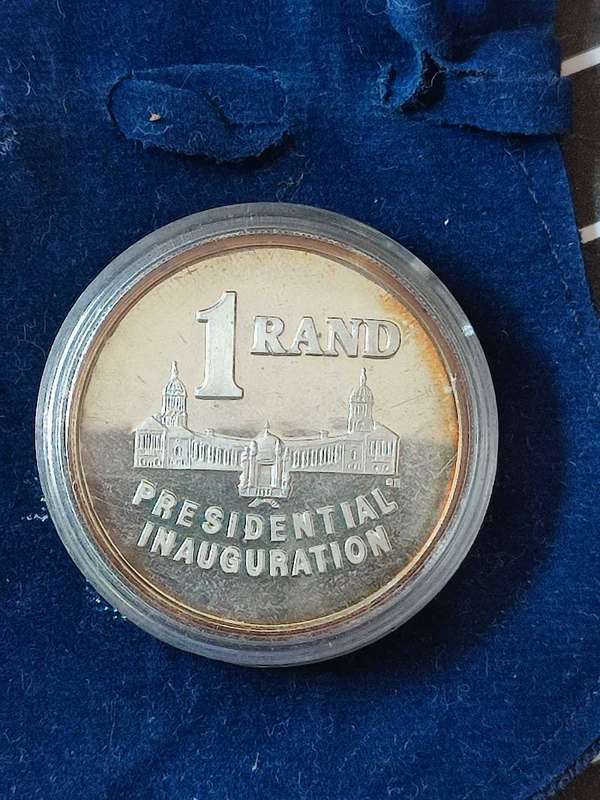 1 RAND
PRESIDENTIAL
INAUGURATION